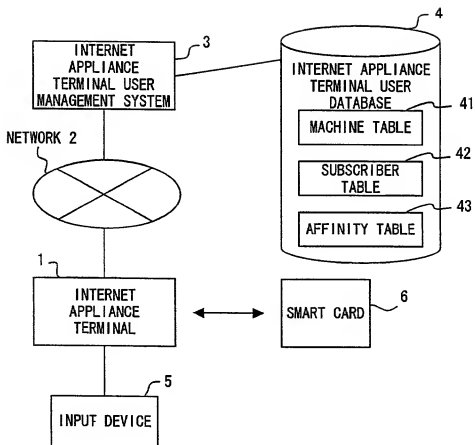 INTERNET
APPLIANCE
TERMINAL USER
MANAGEMENT SYSTEM
3
4
INTERNET APPLIANCE
TERMINAL USER
DATABASE
41
MACHINE TABLE
42
SUBSCRIBER
TABLE
43
AFFINITY TABLE
NETWORK 2
1
INTERNET
APPLIANCE
TERMINAL
SMART CARD
6
5
INPUT DEVICE